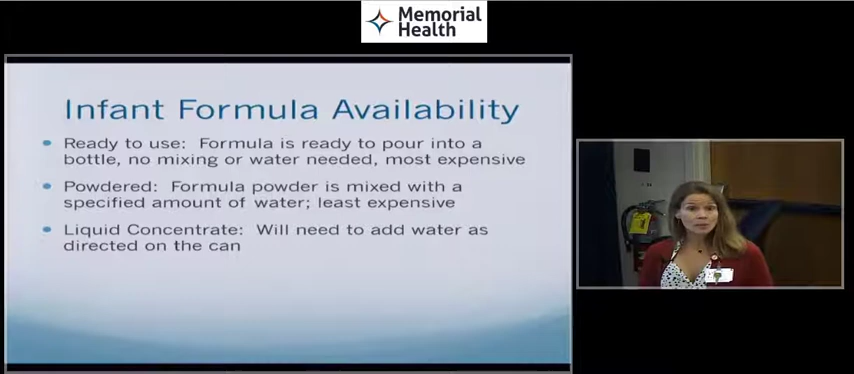 Memorial
Health
Infant Formula Availability
Ready to use:  Formula is ready to pour into a
bottle, no mixing or water needed, most expensive
Powdered:  Formula powder is mixed with a
specified amount of water; least expensive
Liquid Concentrate:  Will need to add water as
directed on the can